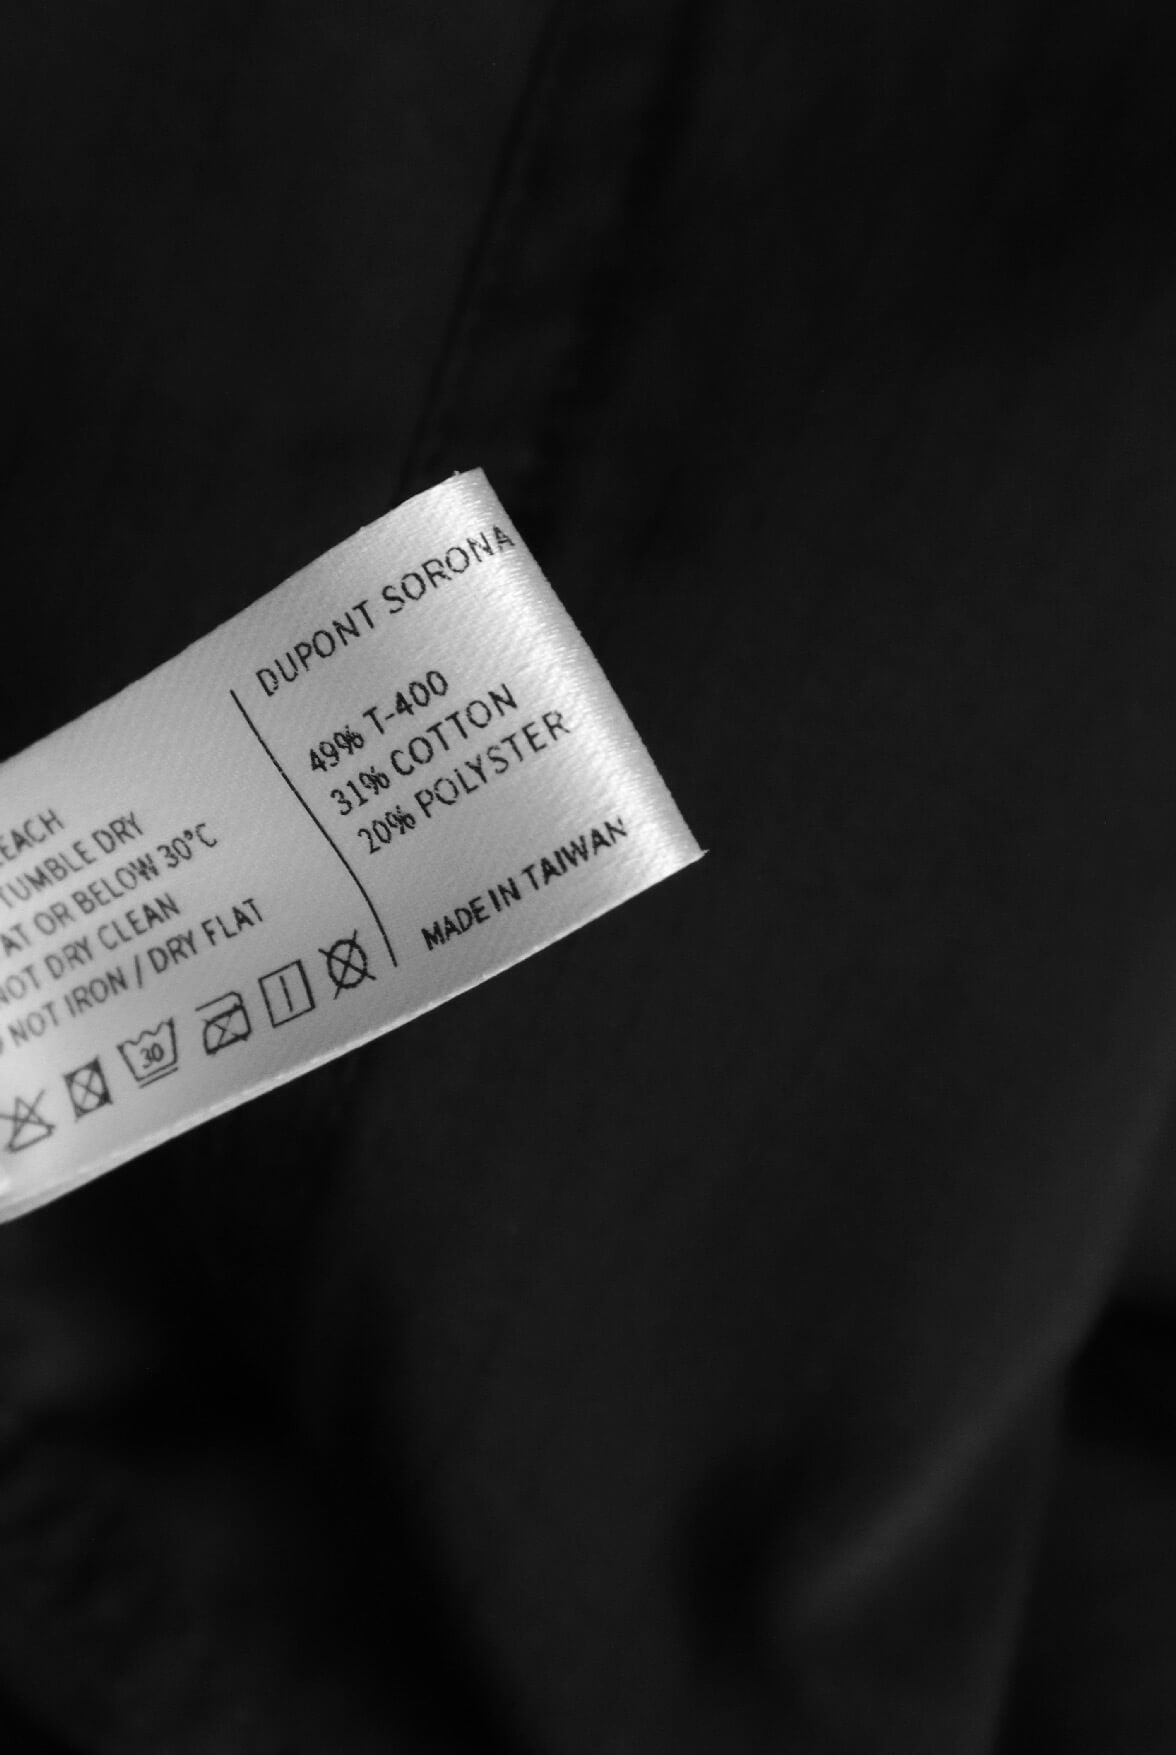 TUMBLE DRY
AT OR BELOW 30°C
NOT DRY CLEAN
NOT IRON / DRY FLAT
30
DUPONT SORONA
49% T-400
31% COTTON
20% POLYSTER
MADE IN TAIWAN